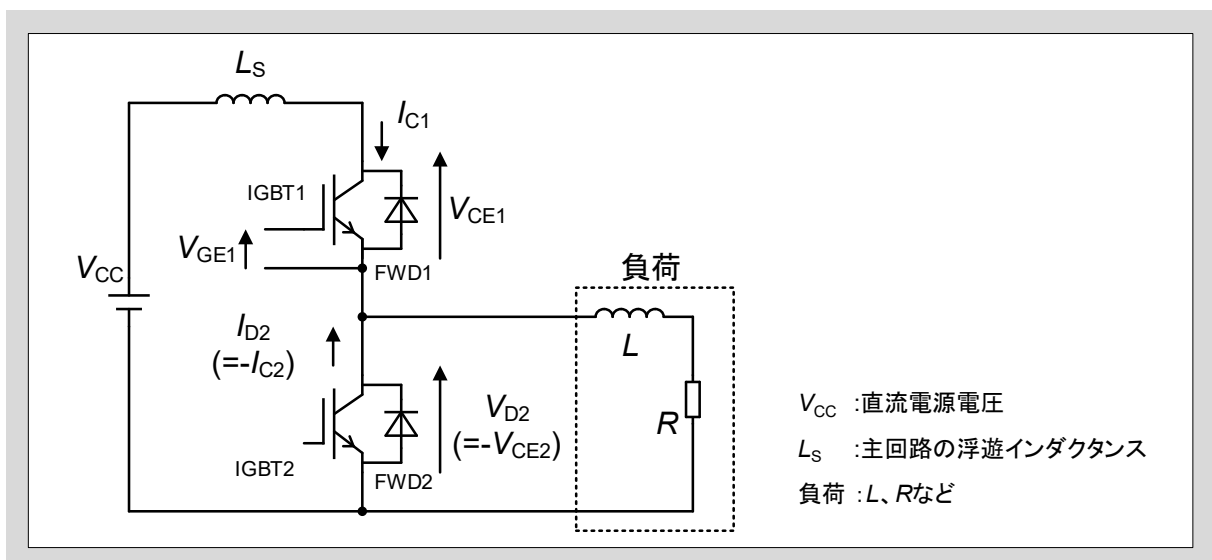 LS
IC1
IGBT1
VCE1
VGE1
FWD1
VCC
負荷
ID2
(=-IC2)
L
VD2
(=-VCE2)
R
IGBT2
FWD2
VCC :直流電源電圧
LS :主回路の浮遊インダクタンス
負荷 :L、Rなど